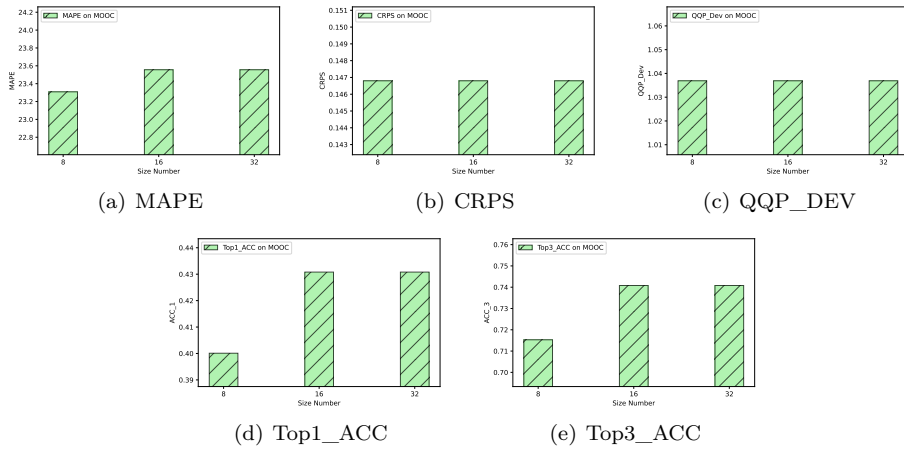 MAPE on MOOC
24.2
24.0
23.8
23.6
23.4
23.2
23.0
22.8
MAPE
8 16 32
Size Number
(a) MAPE
CRPS on MOOC
0.151
0.150
0.149
0.148
0.147
0.146
0.145
0.144
0.143
CRPS
8 16 32
Size Number
(b) CRPS
QQP_Dev on MOOC
1.06
1.05
1.04
1.03
1.02
1.01
QQP_Dev
8 16 32
Size Number
(c) QQP_DEV
Top1_ACC on MOOC
0.44
0.43
0.42
0.41
0.40
0.39
ACC_1
8 16 32
Size Number
(d) Top1_ACC
Top3_ACC on MOOC
0.76
0.75
0.74
0.73
0.72
0.71
0.70
ACC_3
8 16 32
Size Number
(e) Top3_ACC